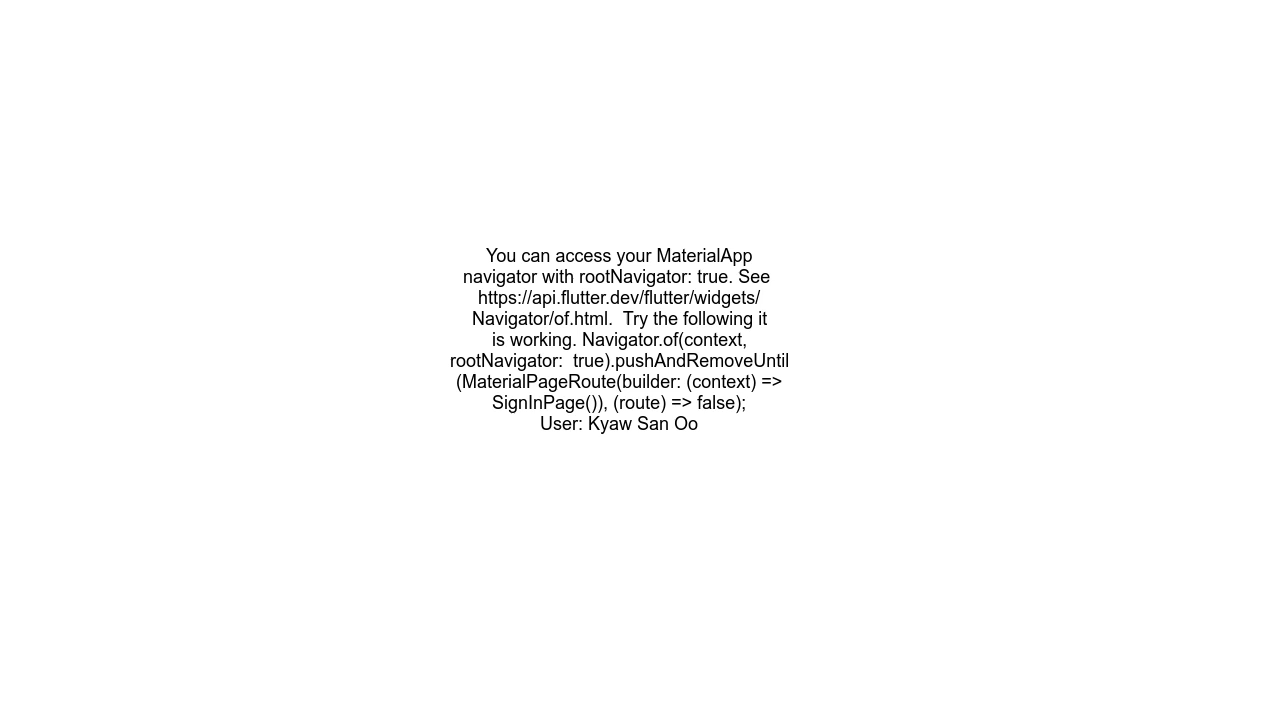 You can access your MaterialApp
navigator with rootNavigator: true. See
https://api.flutter.dev/flutter/widgets/
Navigator/of.html.  Try the following it
is working. Navigator.of(context,
rootNavigator:  true).pushAndRemoveUntil
(MaterialPageRoute(builder: (context) =>
SignInPage()), (route) => false);
User: Kyaw San Oo